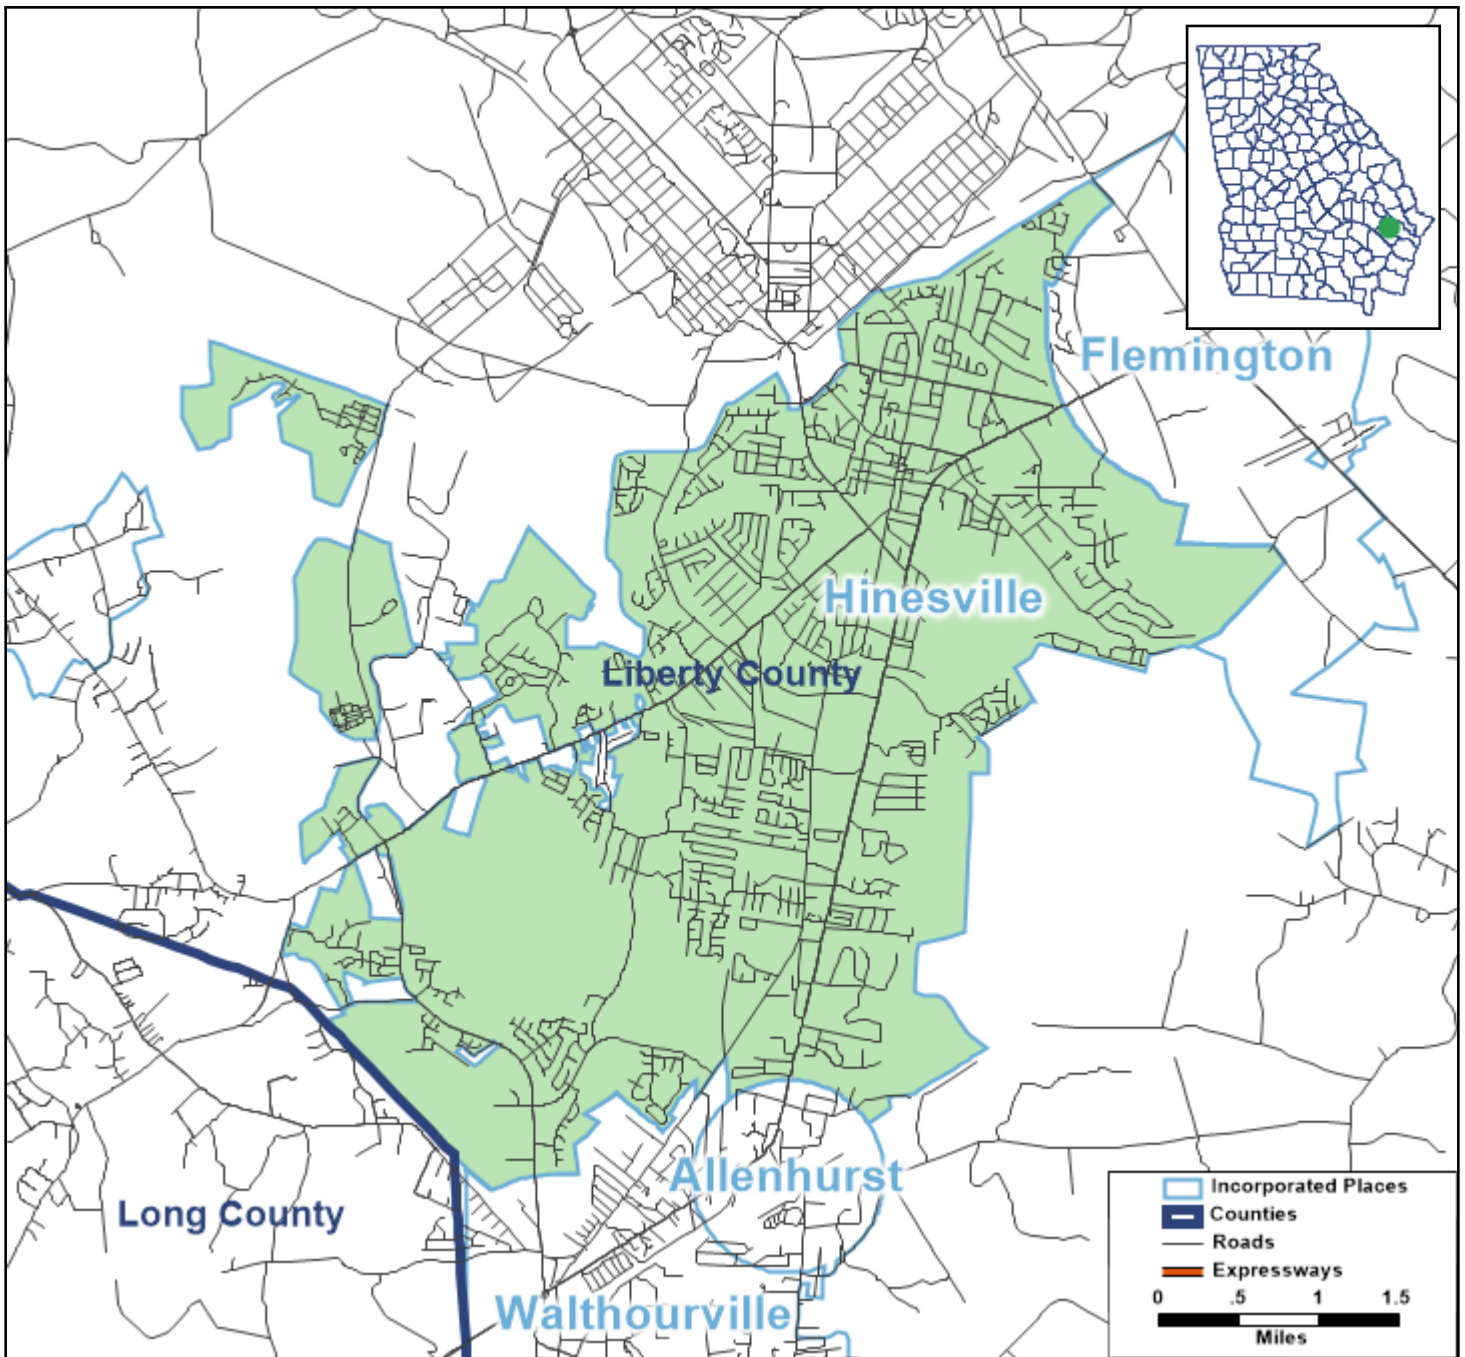 Flemington
Hinesville
Liberty County
Allenhurst
Long County
Walthourville
Incorporated Places
Counties
Roads
Expressways
0 .5 1 1.5
Miles